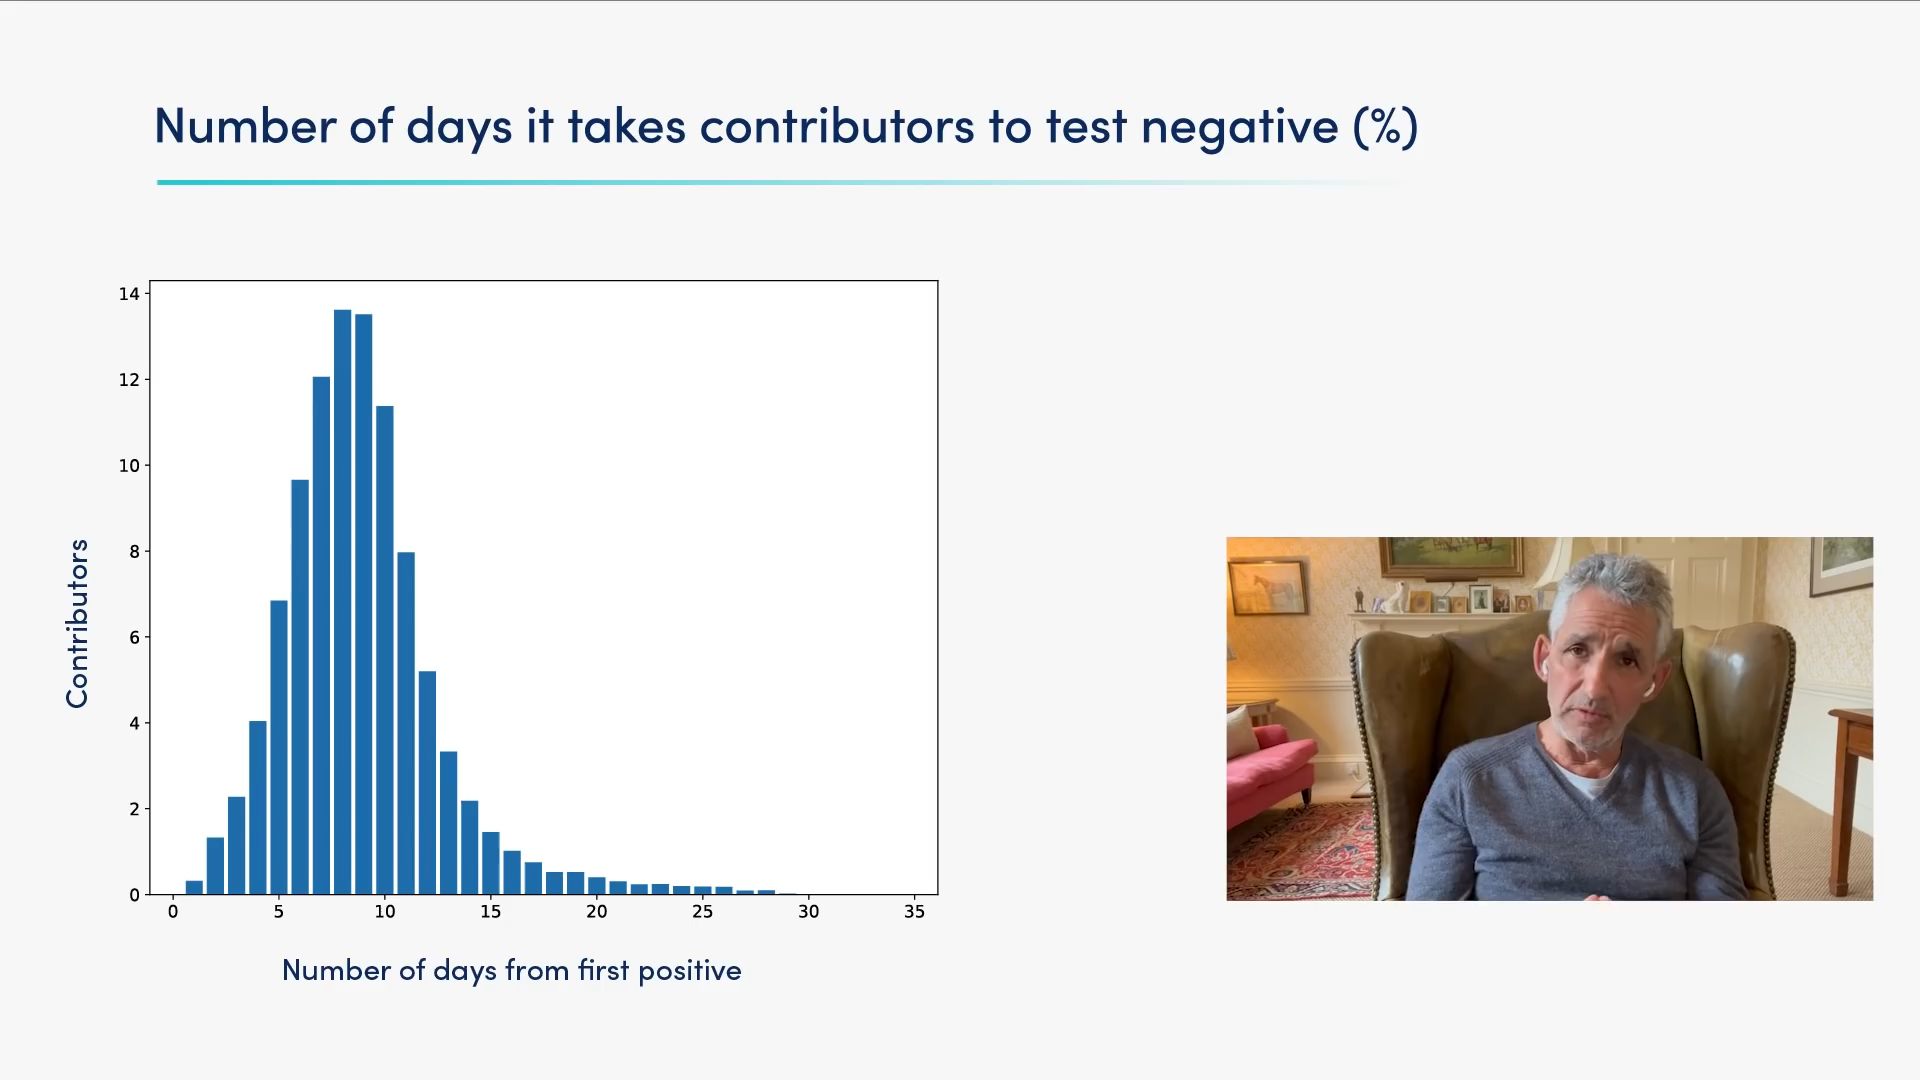 Number of days it takes contributors to test negative (%)
14
12
10
8
6
4
2
0
Contributors
0 5 10 15 20 25 30 35
Number of days from first positive